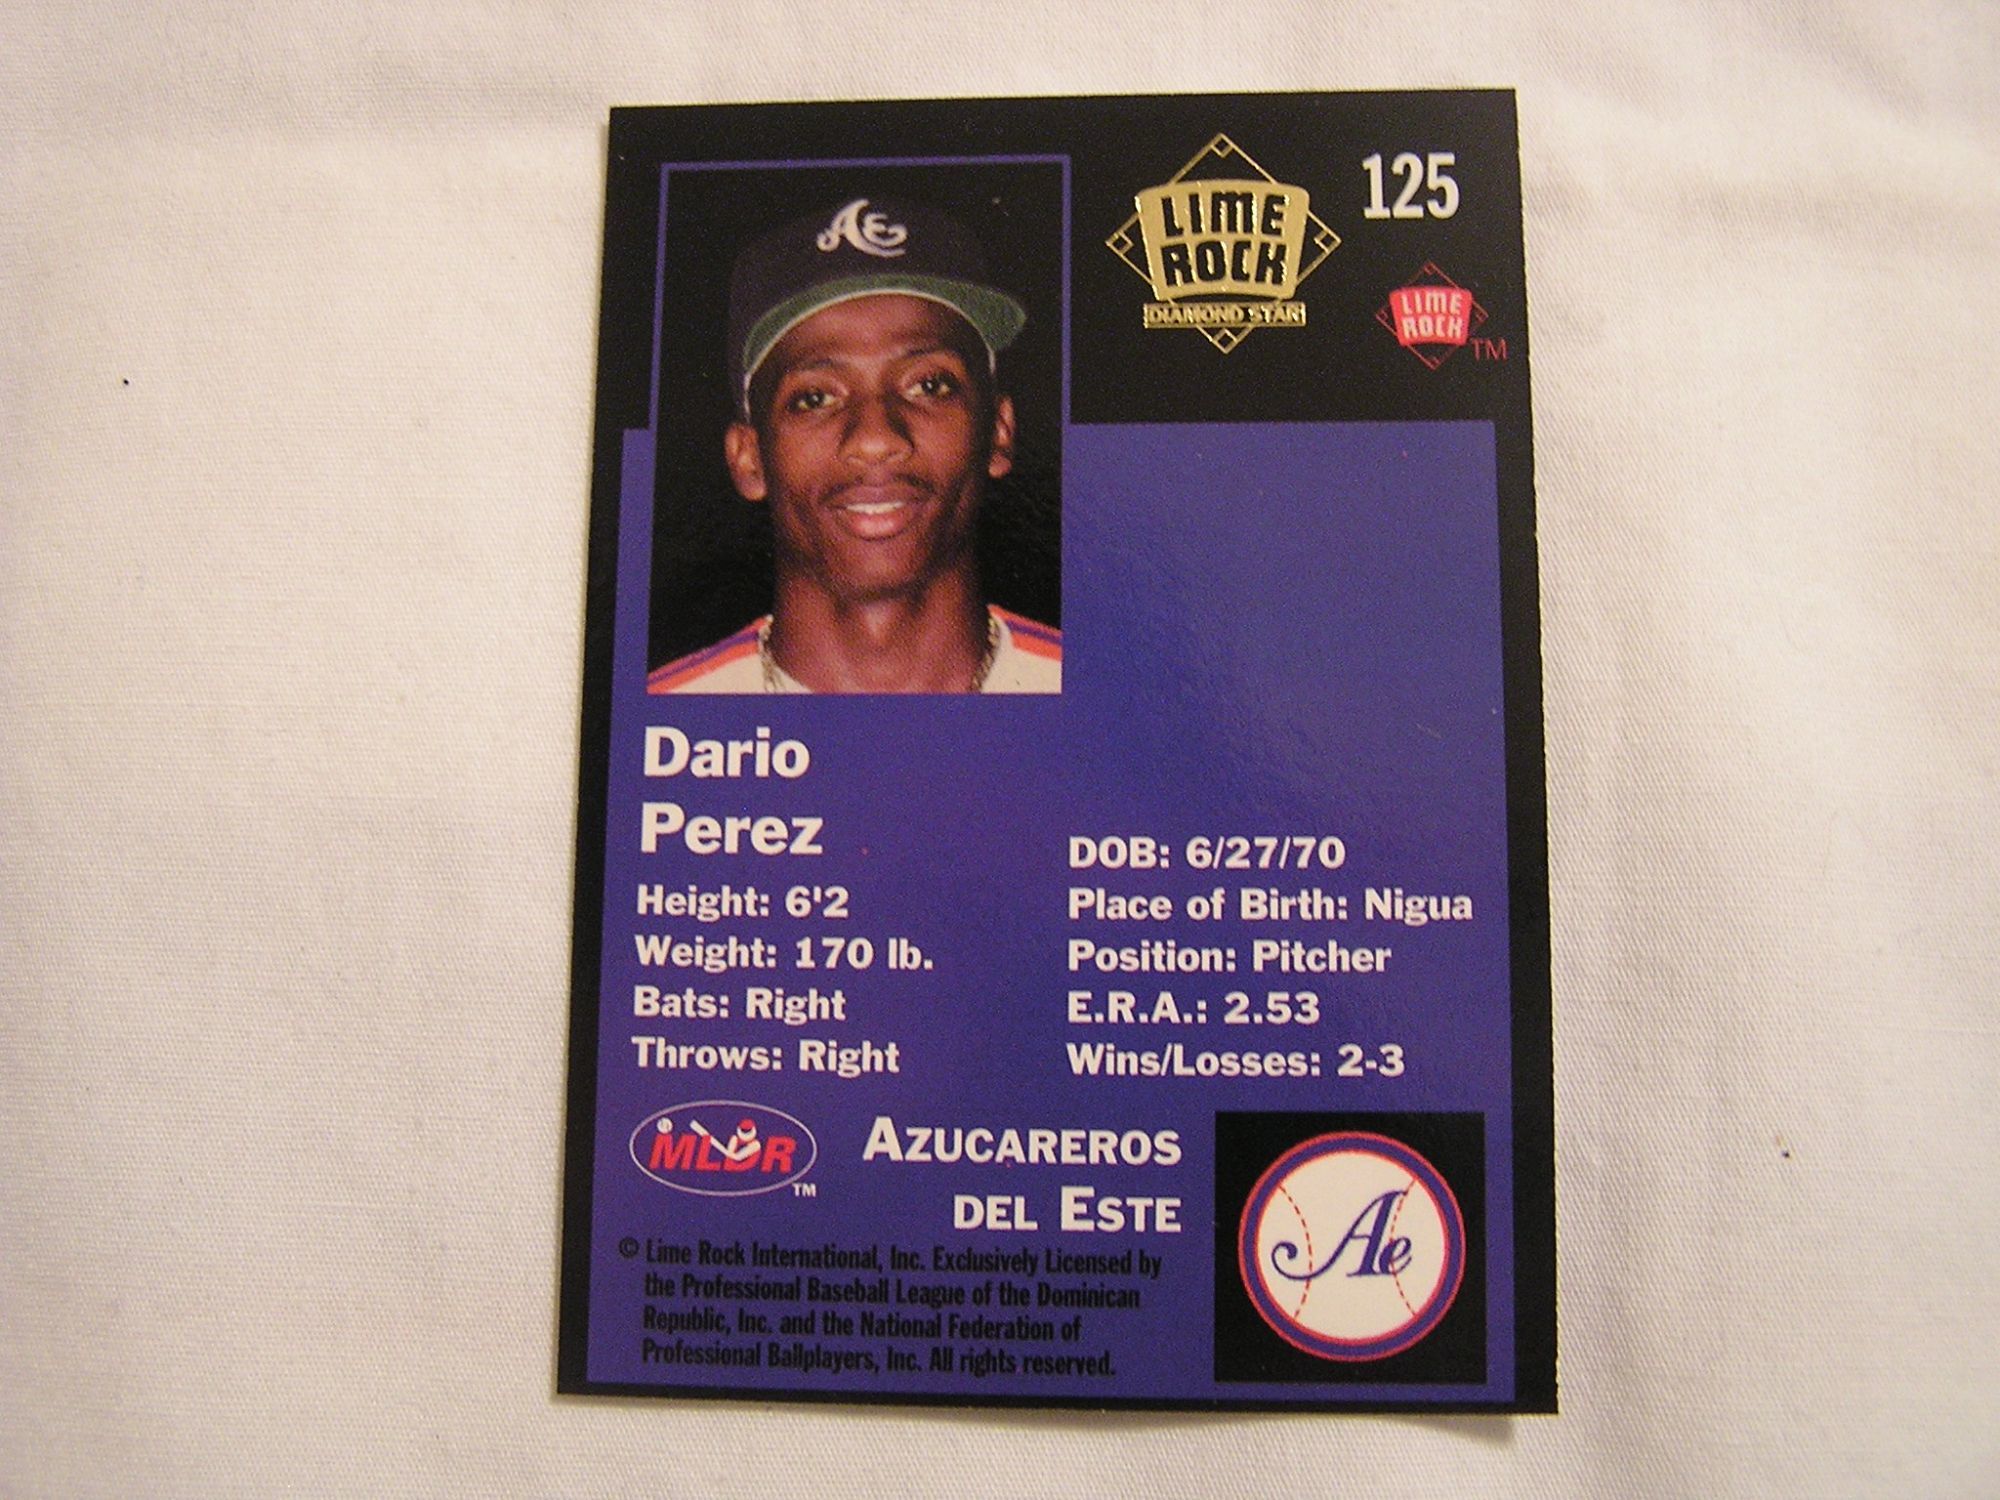 AE
LIME
ROCK
DIAMOND STAR
125
LIME
ROCK
TM
Dario
Perez
Height: 6'2
Weight: 170 lb.
Bats: Right
Throws: Right
DOB: 6/27/70
Place of Birth: Nigua
Position: Pitcher
E.R.A.: 2.53
Wins/Losses: 2-3
MLDR
TM
AZUCAREROS
DEL ESTE
Ae
© Lime Rock International, Inc. Exclusively Licensed by
the Professional Baseball League of the Dominican
Republic, Inc. and the National Federation of
Professional Ballplayers, Inc. All rights reserved.